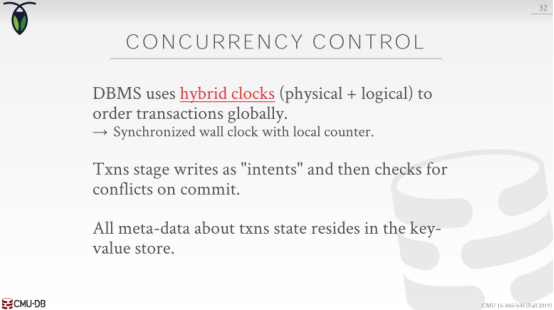 32
CONCURRENCY CONTROL
DBMS uses hybrid clocks (physical + logical) to
order transactions globally.
→ Synchronized wall clock with local counter.
Txns stage writes as "intents" and then checks for
conflicts on commit.
All meta-data about txns state resides in the key-
value store.
CMU·DB
CMU 15-445/645 (Fall 2019)